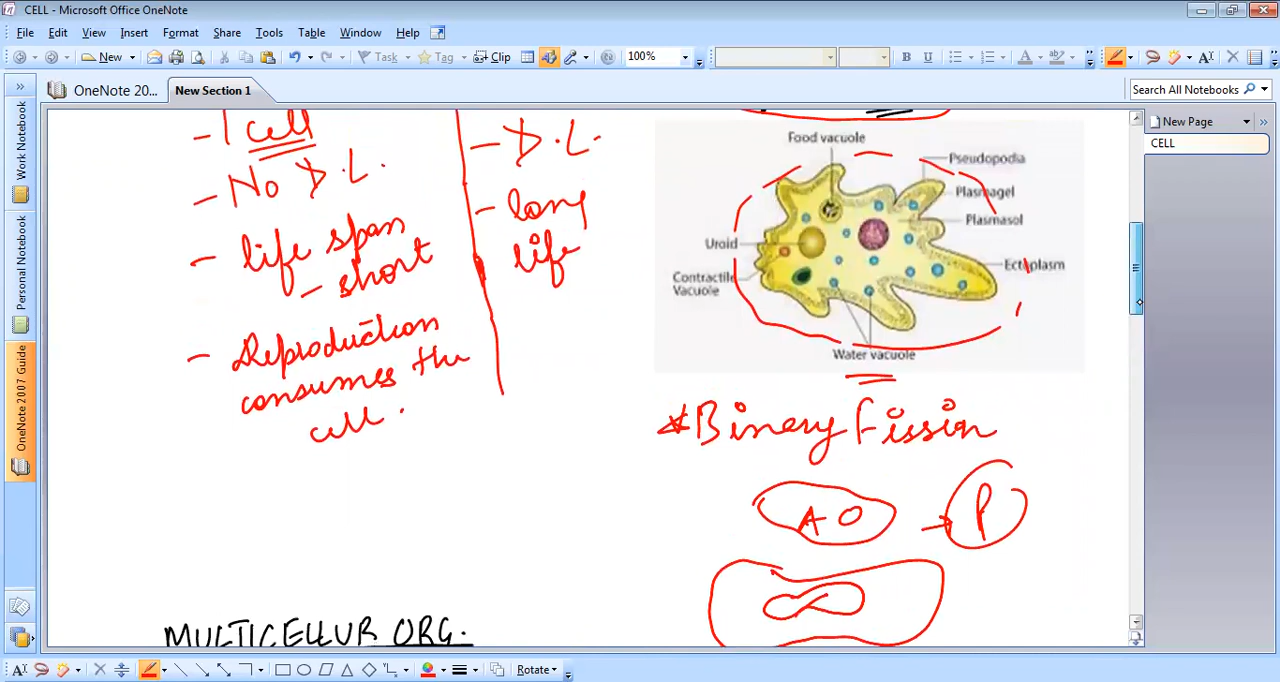 CELL - Microsoft Office OneNote
File Edit View Insert Format Share Tools Table Window Help
New Task Tag Clip 100% B U A ab A
OneNote 20... New Section 1 Search All Notebooks
New Page
CELL
Work Notebook
Personal Notebook
OneNote 2007 Guide
- 1 cell
- No D.L.
- life span
- short
- Reproduction
consumes the
cell.
- D.L.
- long
life
Food vacuole
Pseudopodia
Plasmagel
Plasmasol
Uroid
Ectoplasm
Contractile
Vacuole
Water vacuole
*Binary Fission
A
P
MULTICELLUR ORG.
A Rotate